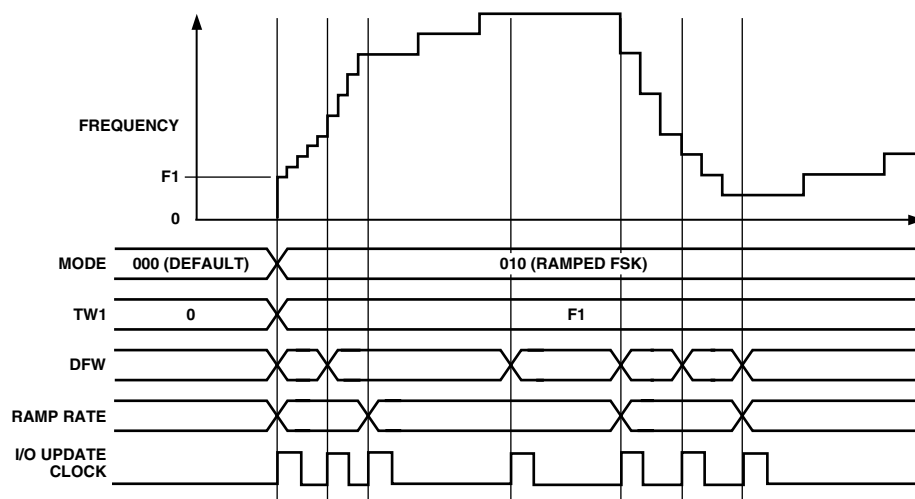 FREQUENCY
F1
0
MODE
000 (DEFAULT)
010 (RAMPED FSK)
TW1
0
F1
DFW
RAMP RATE
I/O UPDATE
CLOCK